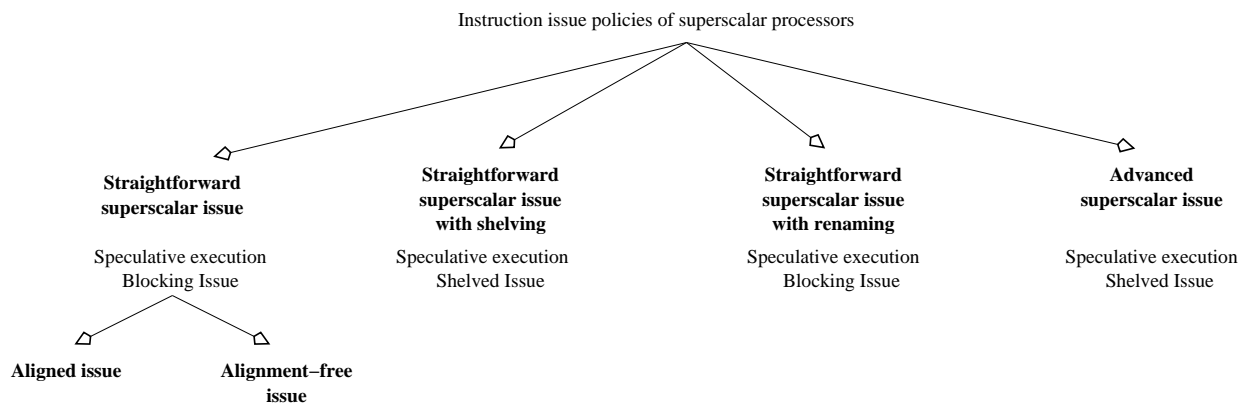 Instruction issue policies of superscalar processors
Straightforward
superscalar issue
Straightforward
superscalar issue
with shelving
Straightforward
superscalar issue
with renaming
Advanced
superscalar issue
Speculative execution
Blocking Issue
Speculative execution
Shelved Issue
Speculative execution
Blocking Issue
Speculative execution
Shelved Issue
Aligned issue
Alignment−free
issue